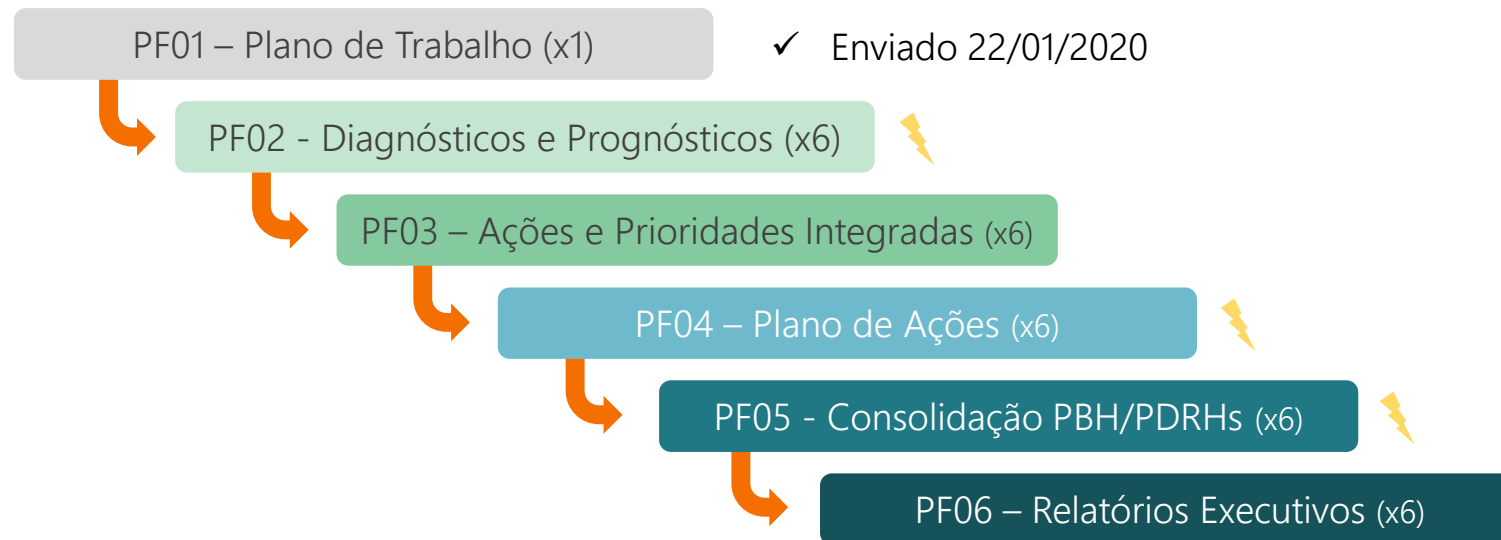 PF01 – Plano de Trabalho (x1)
✓ Enviado 22/01/2020
PF02 - Diagnósticos e Prognósticos (x6)
PF03 – Ações e Prioridades Integradas (x6)
PF04 – Plano de Ações (x6)
PF05 - Consolidação PBH/PDRHs (x6)
PF06 – Relatórios Executivos (x6)